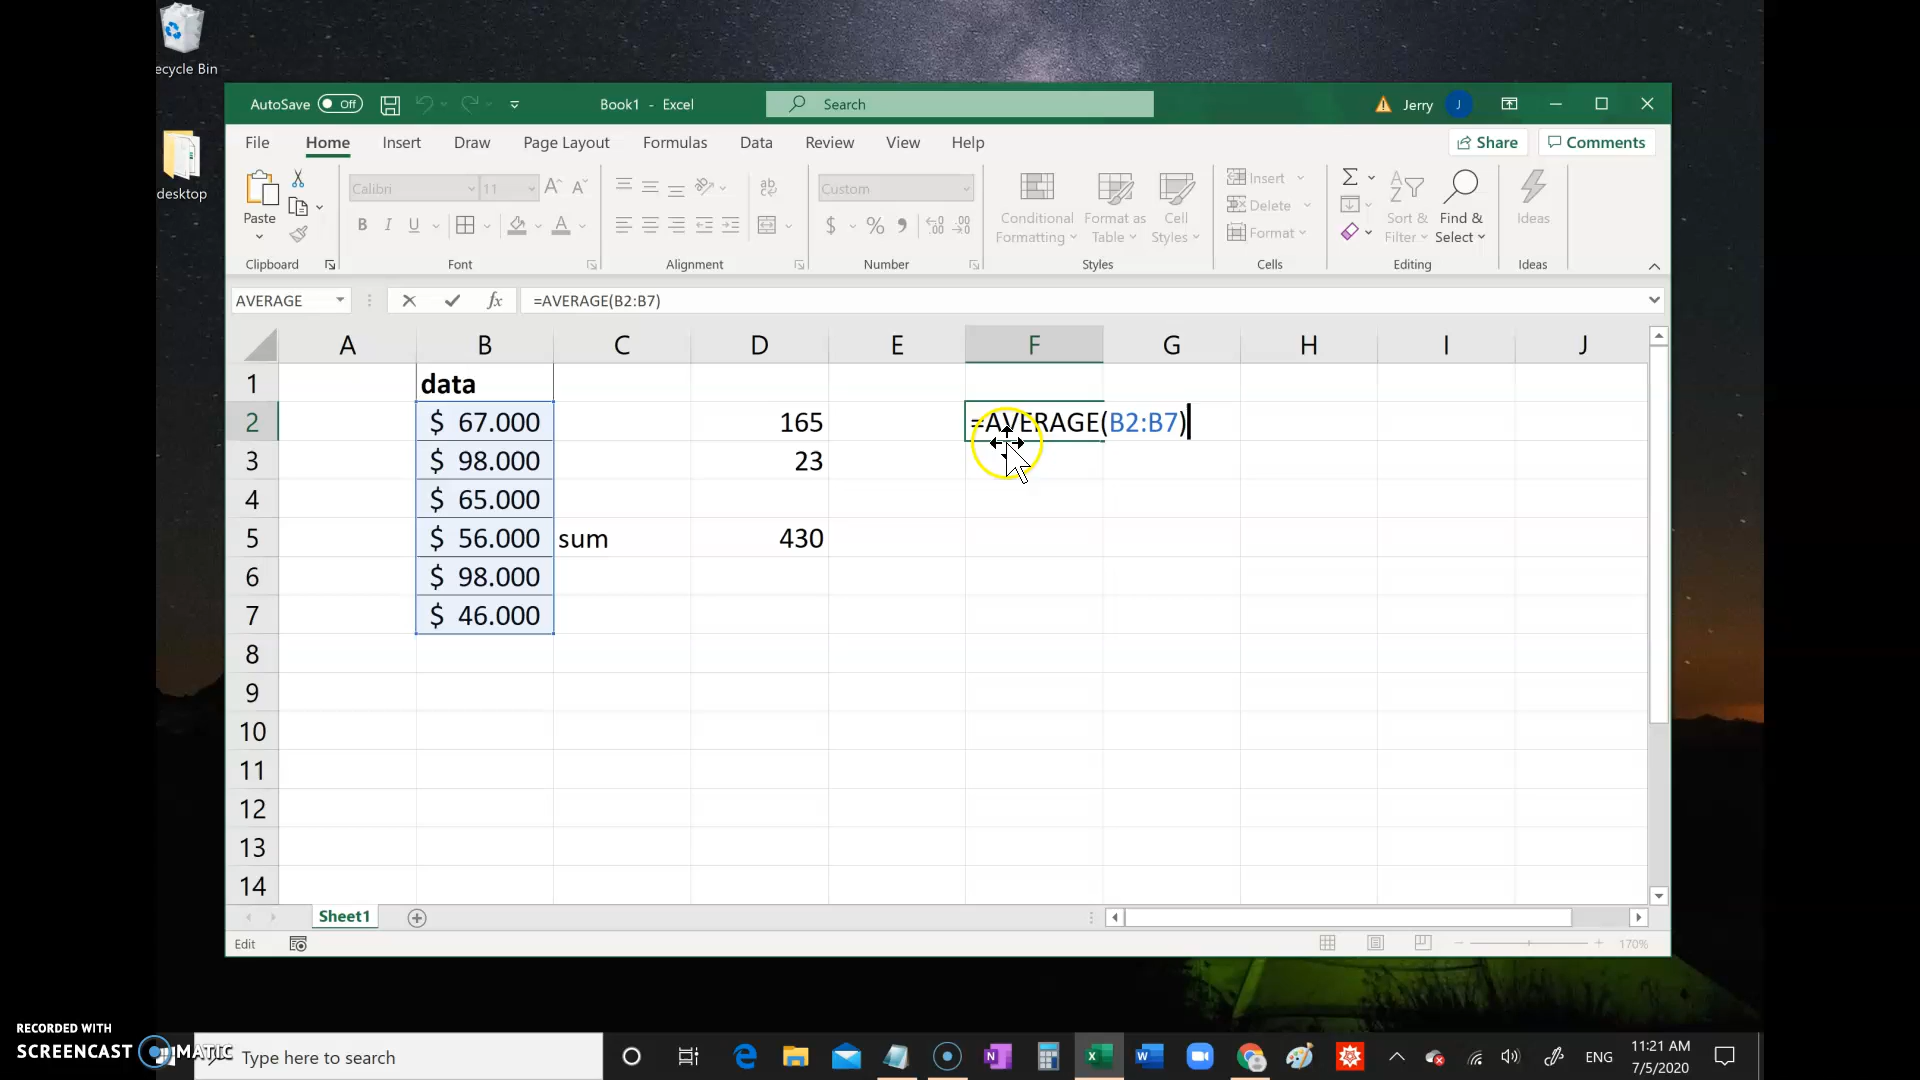 ecycle Bin
desktop
AutoSave Off
Book1 - Excel
Search
Jerry J
File Home Insert Draw Page Layout Formulas Data Review View Help
Share Comments
Paste
Calibri 11
ab
Custom
Conditional Formatting
Format as Table
Cell Styles
Insert
Delete
Format
Sort & Filter
Find & Select
Ideas
B I U A
$ % 9
Clipboard Font Alignment Number Styles Cells Editing Ideas
AVERAGE fx =AVERAGE(B2:B7)
A B C D E F G H I J
1 data
2 $ 67.000 165 =AVERAGE(B2:B7)
3 $ 98.000 23
4 $ 65.000
5 $ 56.000 sum 430
6 $ 98.000
7 $ 46.000
8
9
10
11
12
13
14
Sheet1
Edit 170%
RECORDED WITH
SCREENCAST MATIC
Type here to search
ENG
11:21 AM
7/5/2020